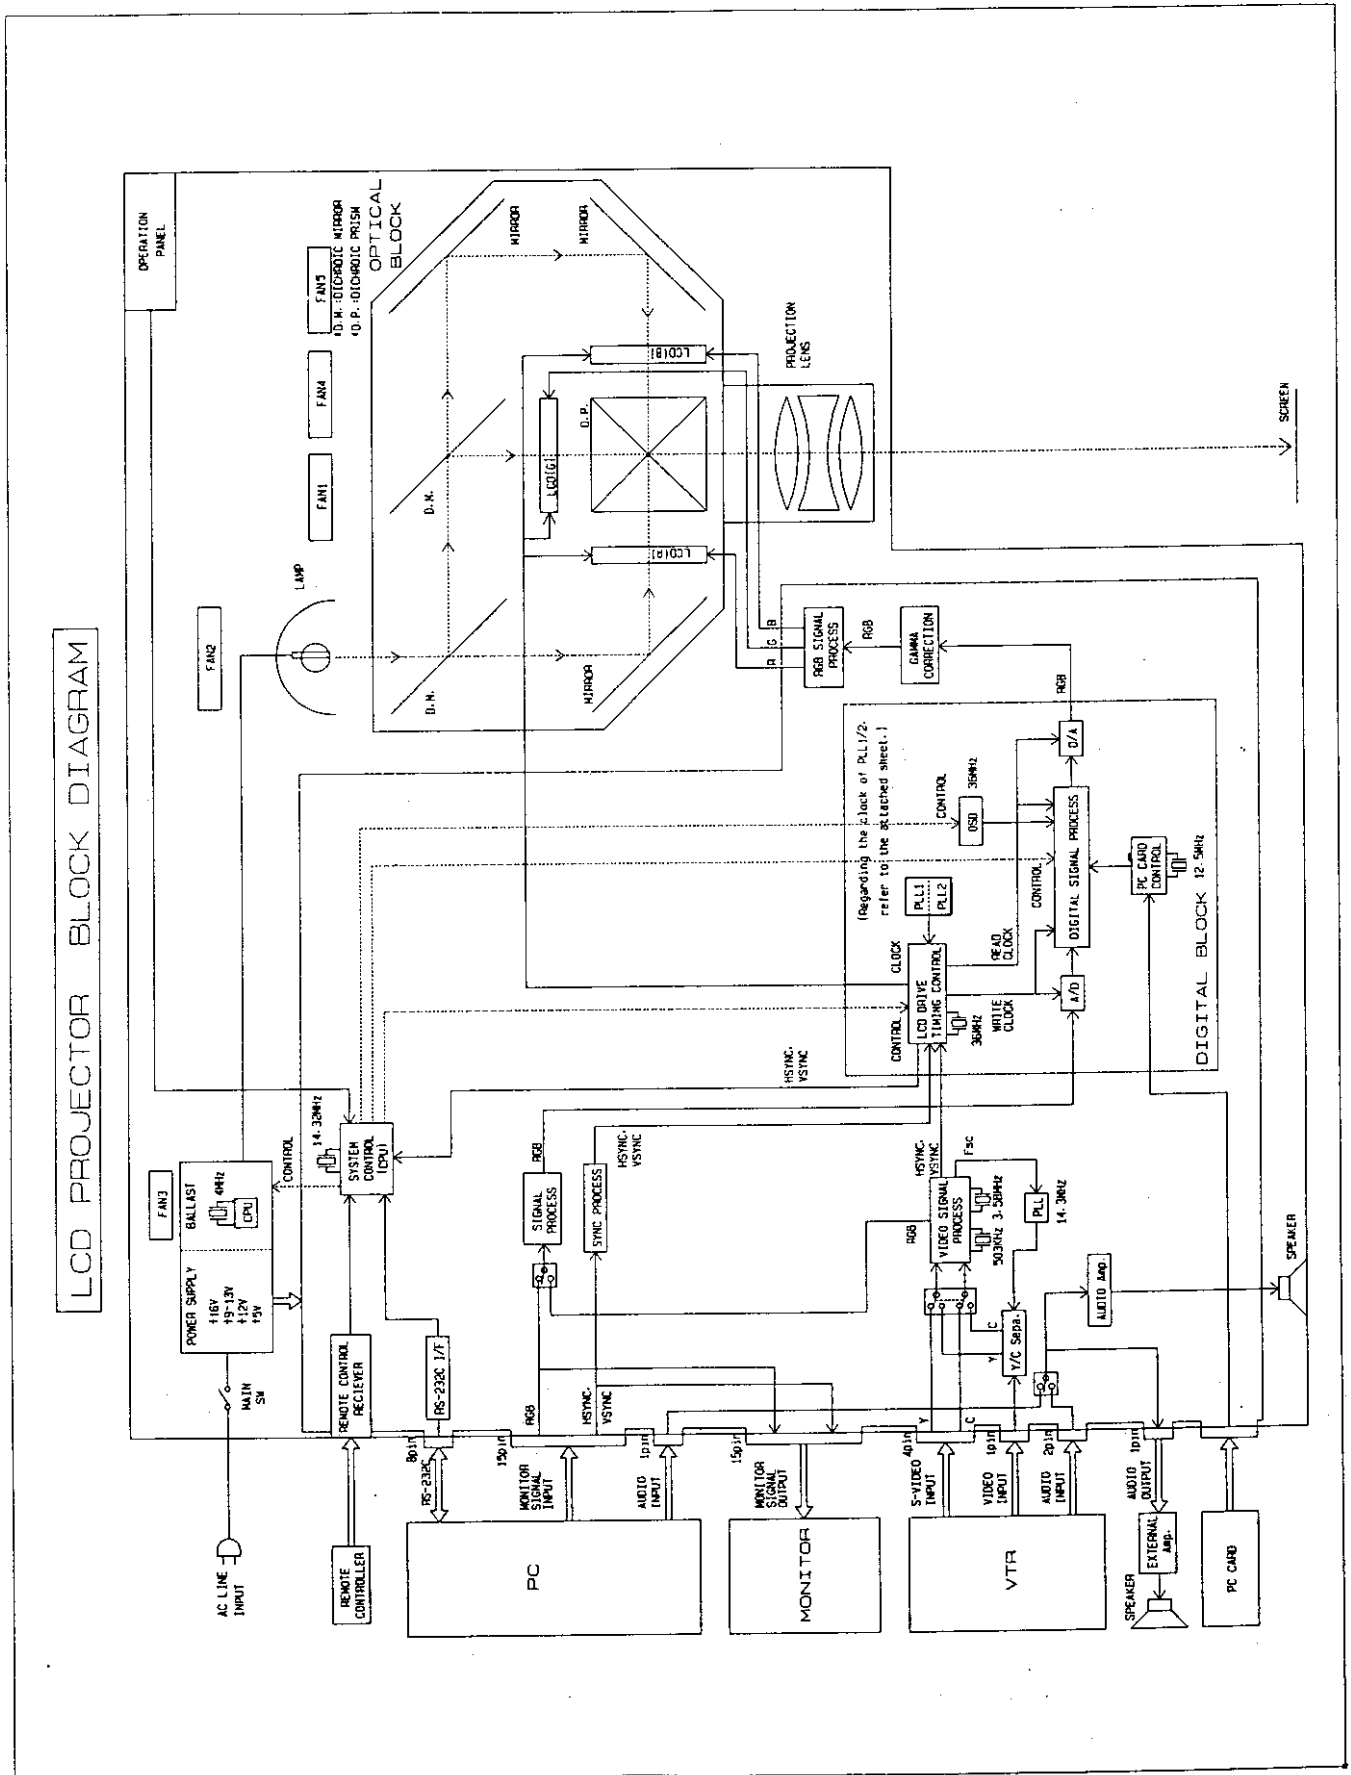 LCD PROJECTOR BLOCK DIAGRAM
AC LINE
INPUT
MAIN
SW
POWER SUPPLY
+16V
+9-13V
+12V
+5V
BALLAST
4MHz
CPU
FAN3
FAN2
LAMP
FAN1
FAN4
FAN5
*D.M.:DICHROIC MIRROR
*D.P.:DICHROIC PRISM
OPTICAL
BLOCK
OPERATION
PANEL
REMOTE
CONTROLLER
REMOTE CONTROL
RECIEVER
CONTROL
14.32MHz
SYSTEM
CONTROL
(CPU)
D.M.
D.M.
MIRROR
MIRROR
MIRROR
LCD(R)
LCD(G)
LCD(B)
D.P.
PROJECTION
LENS
SCREEN
PC
RS-232C
8pin
RS-232C I/F
MONITOR
SIGNAL
INPUT
15pin
RGB
HSYNC.
VSYNC
AUDIO
INPUT
1pin
SIGNAL
PROCESS
RGB
SYNC PROCESS
HSYNC.
VSYNC
HSYNC.
VSYNC
MONITOR
MONITOR
SIGNAL
OUTPUT
15pin
VTR
S-VIDEO
INPUT
4pin
Y
C
VIDEO
INPUT
1pin
AUDIO
INPUT
2pin
Y
C
Y/C Sepa.
RGB
VIDEO SIGNAL
PROCESS
503KHz 3.58MHz
HSYNC.
VSYNC
Fsc
PLL
14.3MHz
AUDIO Amp.
SPEAKER
SPEAKER
EXTERNAL
Amp.
AUDIO
OUTPUT
1pin
PC CARD
CONTROL
LCD DRIVE
TIMING CONTROL
36MHz
CLOCK
WRITE
CLOCK
READ
CLOCK
PLL1
PLL2
(Regarding the clock of PLL1/2.
refer to the attached sheet.)
CONTROL
OSD
36MHz
CONTROL
A/D
DIGITAL SIGNAL PROCESS
D/A
PC CARD
CONTROL
12.5MHz
DIGITAL BLOCK
RGB
GAMMA
CORRECTION
RGB
RGB SIGNAL
PROCESS
R
G
B